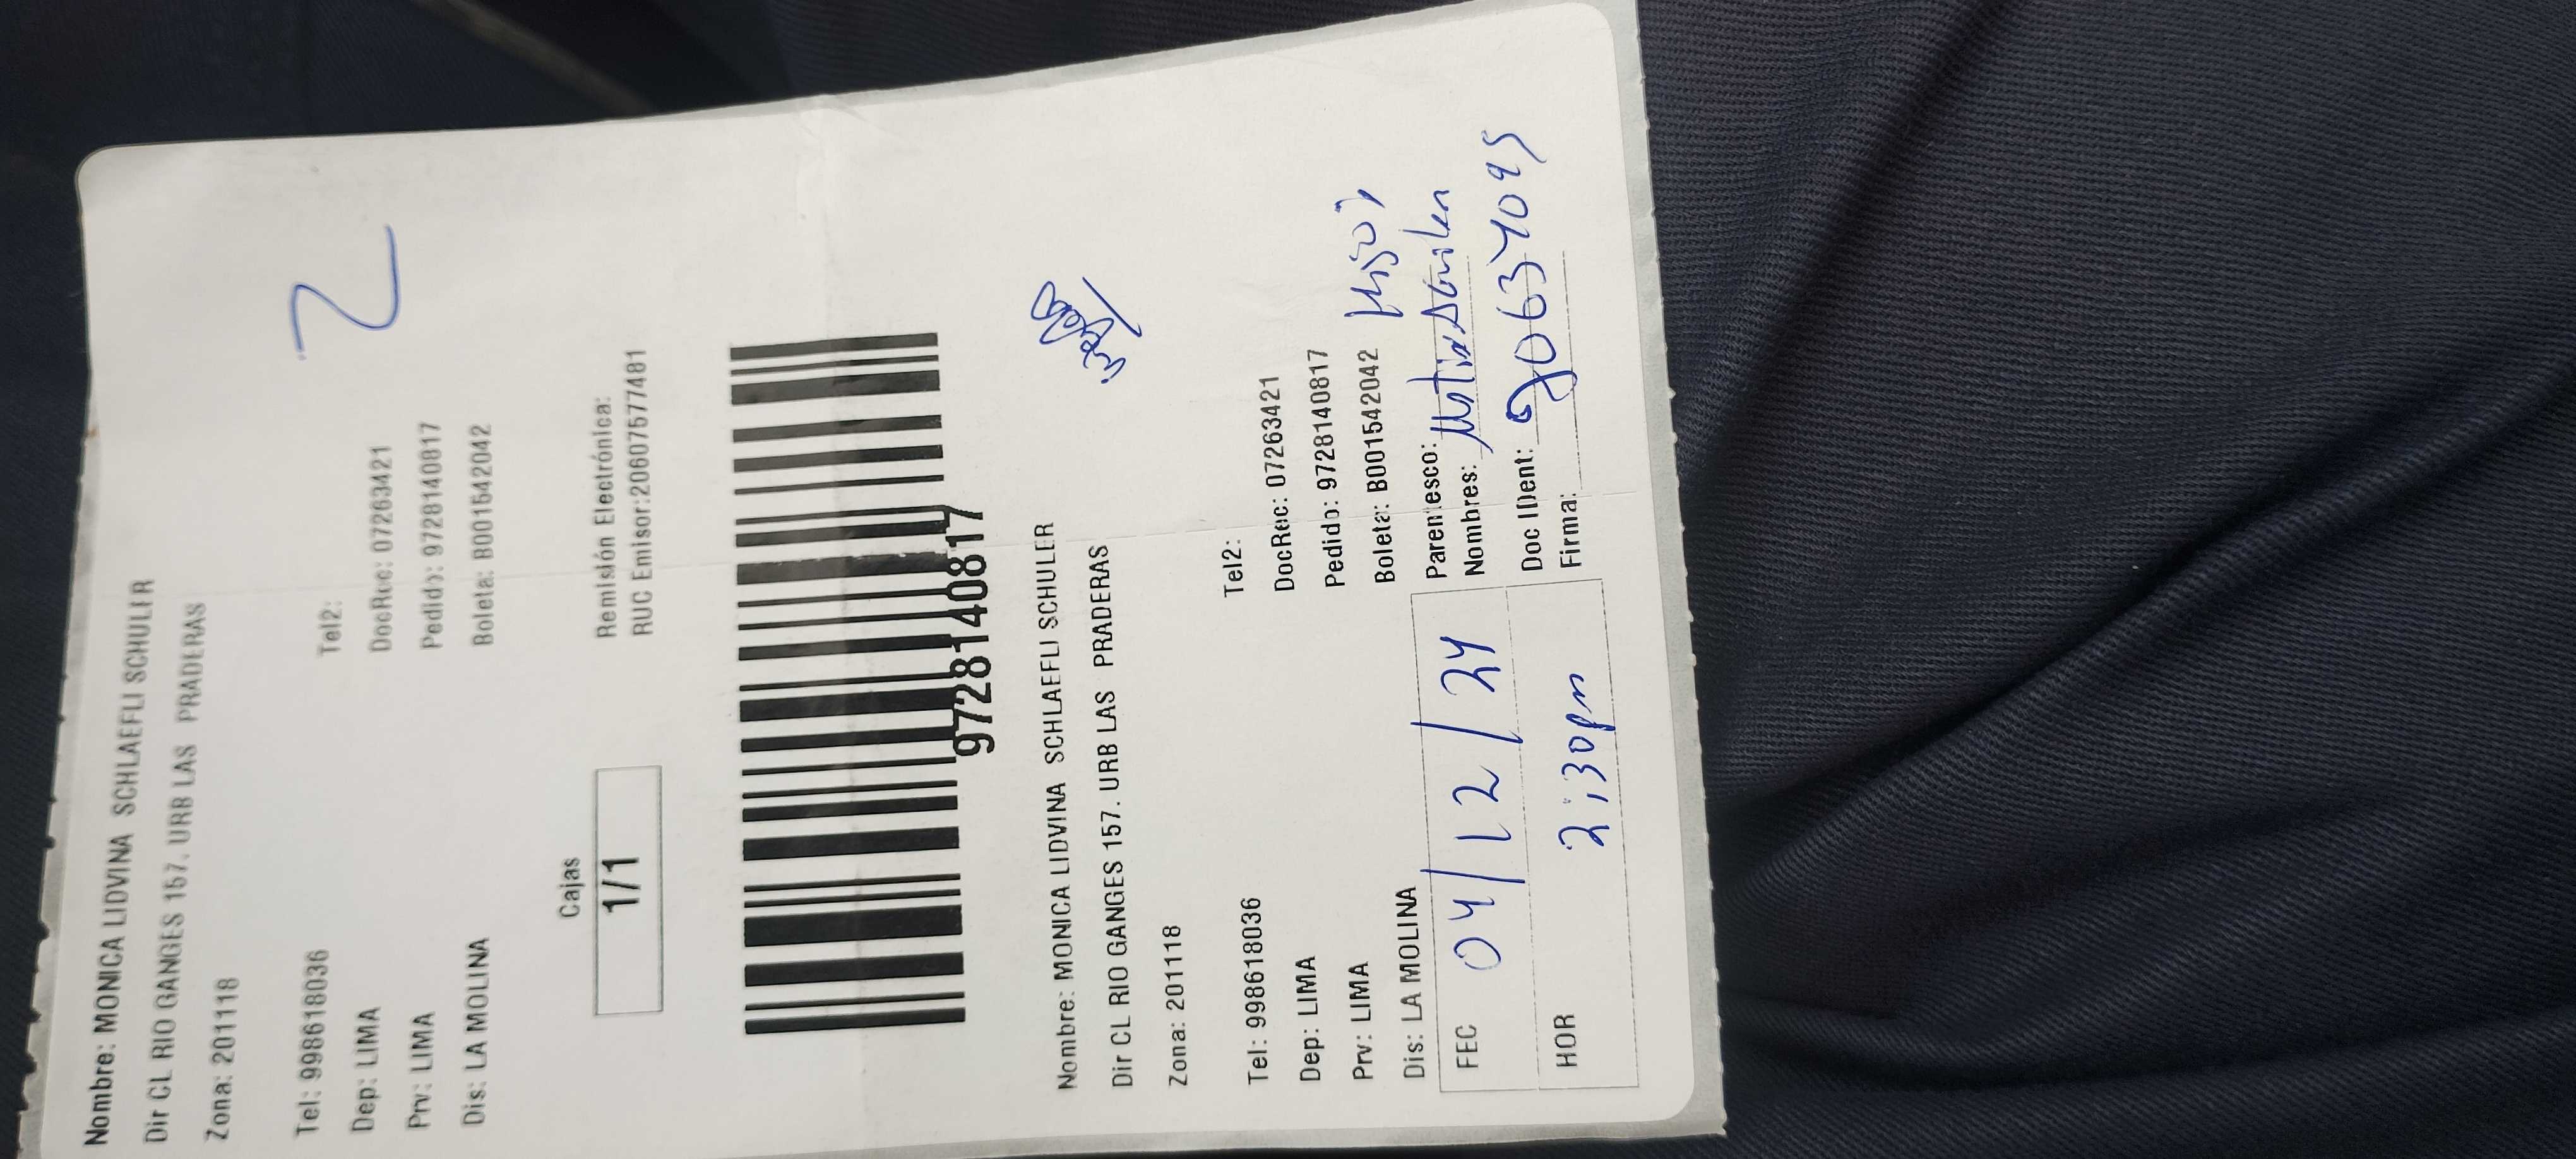 Nombre: MONICA LIDVINA SCHLAEFLI SCHULER
Dir CL RIO GANGES 157. URB LAS PRADERAS
Zona: 201118
Tel: 998618036 Tel2:
Dep: LIMA DocRec: 07263421
Prv: LIMA Pedido: 97281140817
Dis: LA MOLINA Boleta: B001542042
2
Cajas Remisión Electrónica:
1/1 RUC Emisor:20607577481
97281140817
Nombre: MONICA LIDVINA SCHLAEFLI SCHULER
Dir CL RIO GANGES 157. URB LAS PRADERAS
Zona: 201118
Tel: 998618036 Tel2:
Dep: LIMA DocRec: 07263421
Prv: LIMA Pedido: 97281140817
Dis: LA MOLINA Boleta: B001542042
FEC 04/12/24 Parentesco:
Nombres:
HOR 2:30pm Doc IDent:
Firma: